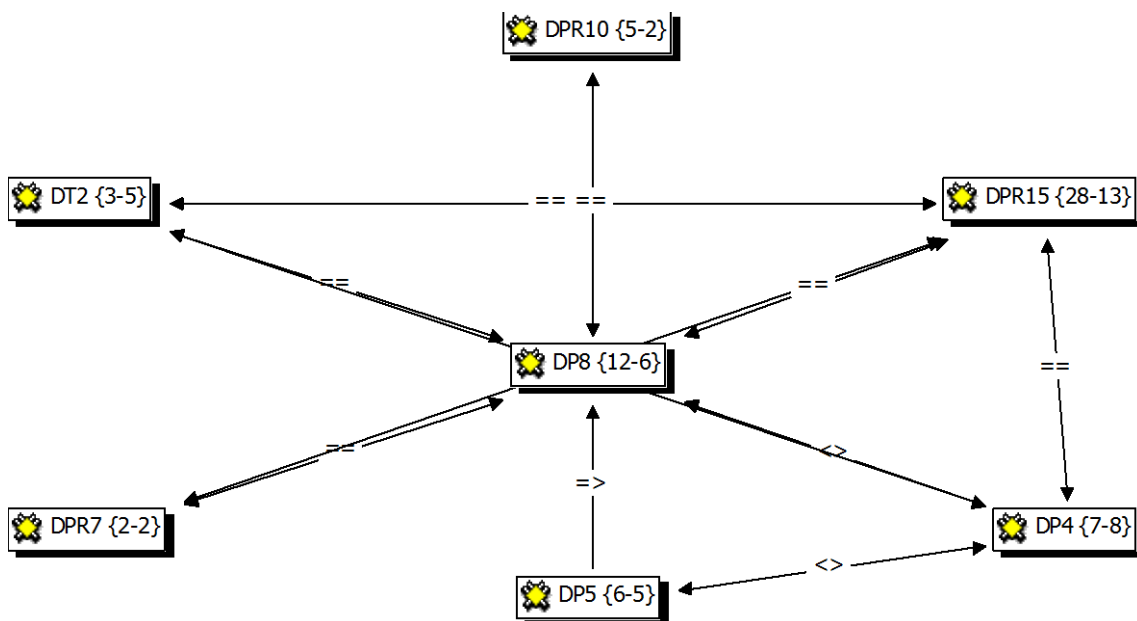 DPR10 {5-2}
DT2 {3-5}
== ==
DPR15 {28-13}
==
==
DP8 {12-6}
==
==
<>
=>
DPR7 {2-2}
DP4 {7-8}
<>
DP5 {6-5}